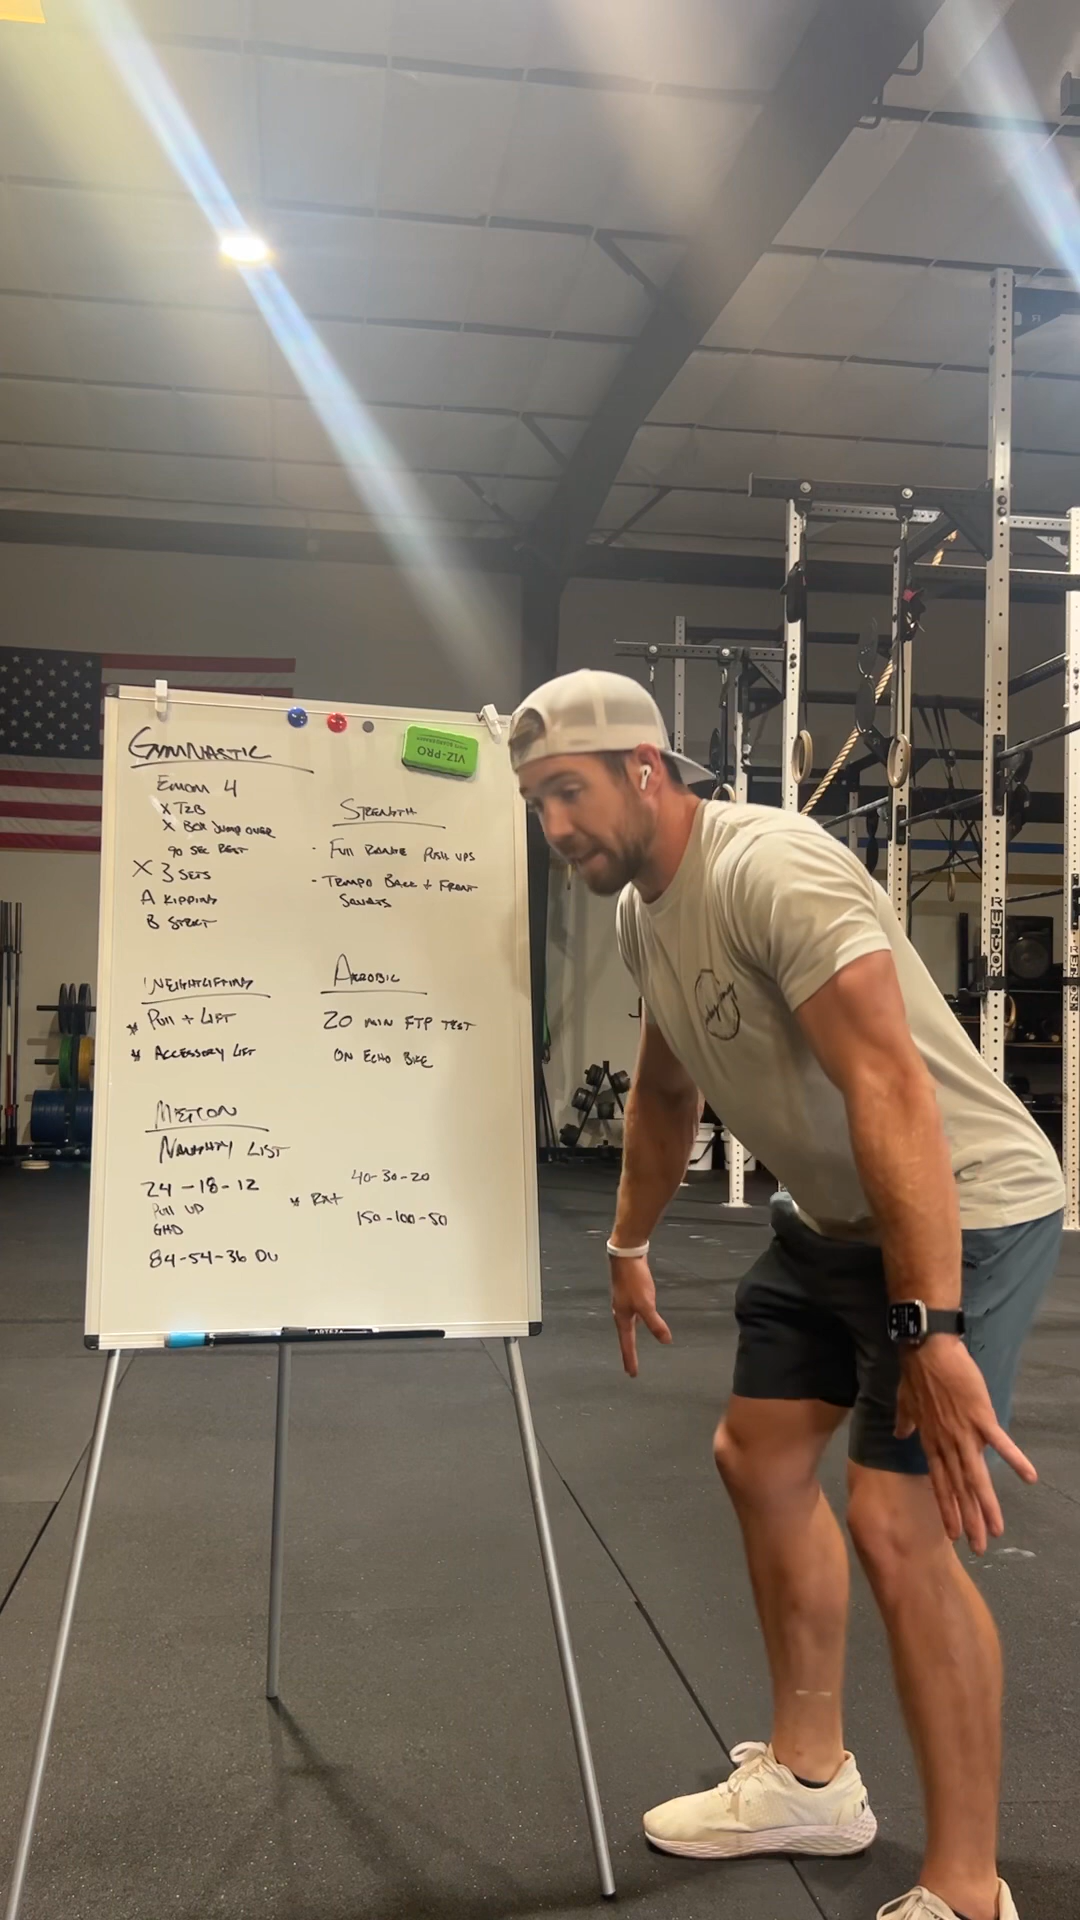 GYMNASTIC
EMOM 4
X T2B
X BOX JUMP OVER
90 SEC REST
X 3 SETS
A KIPPING
B STRICT
STRENGTH
- FULL RANGE PUSH UPS
- TEMPO BACK + FRONT
SQUATS
WEIGHTLIFTING
* PULL + LIFT
* ACCESSORY LIFT
AEROBIC
20 MIN FTP TEST
ON ECHO BIKE
METCON
NAUGHTY LIST
24-18-12
PULL UP
GHD
84-54-36 DU
* RX+
40-30-20
150-100-50
VIZ-PRO
ARTEZA
ROGUE